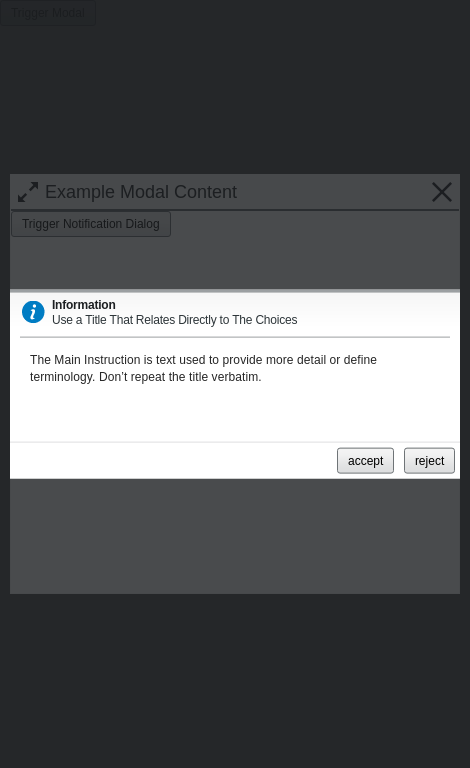 Trigger Modal
Example Modal Content
Trigger Notification Dialog
Information
Use a Title That Relates Directly to The Choices
The Main Instruction is text used to provide more detail or define
terminology. Don’t repeat the title verbatim.
accept
reject